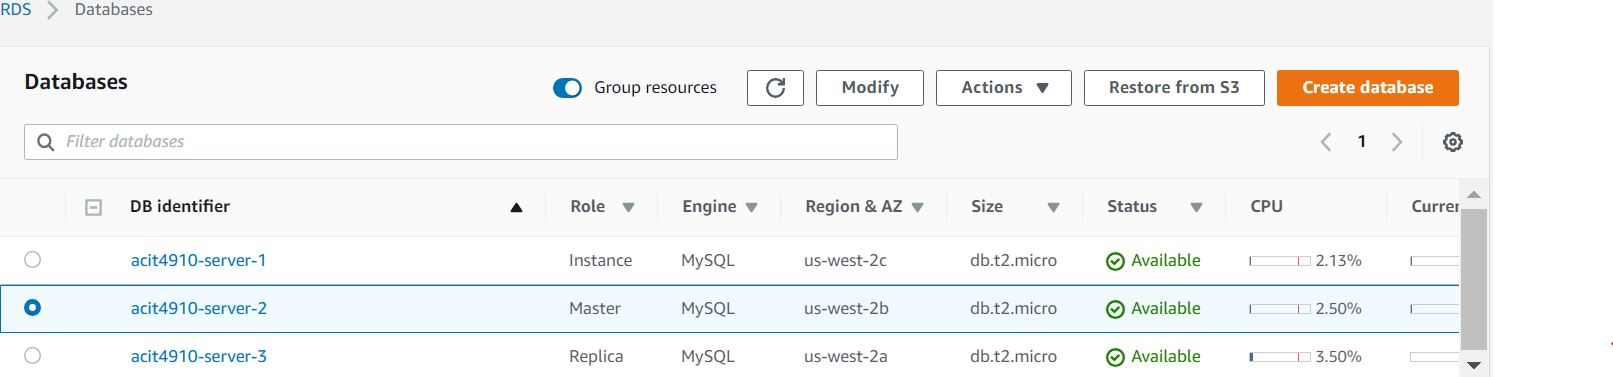 RDS Databases
Databases Group resources Modify Actions Restore from S3 Create database
Filter databases 1
DB identifier Role Engine Region & AZ Size Status CPU Curren
acit4910-server-1 Instance MySQL us-west-2c db.t2.micro Available 2.13%
acit4910-server-2 Master MySQL us-west-2b db.t2.micro Available 2.50%
acit4910-server-3 Replica MySQL us-west-2a db.t2.micro Available 3.50%